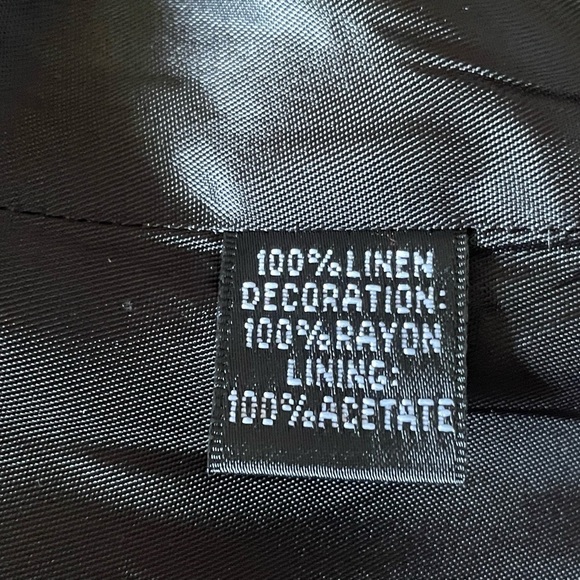 100%LINEN
DECORATION:
100%RAYON
LINING:
100%ACETATE